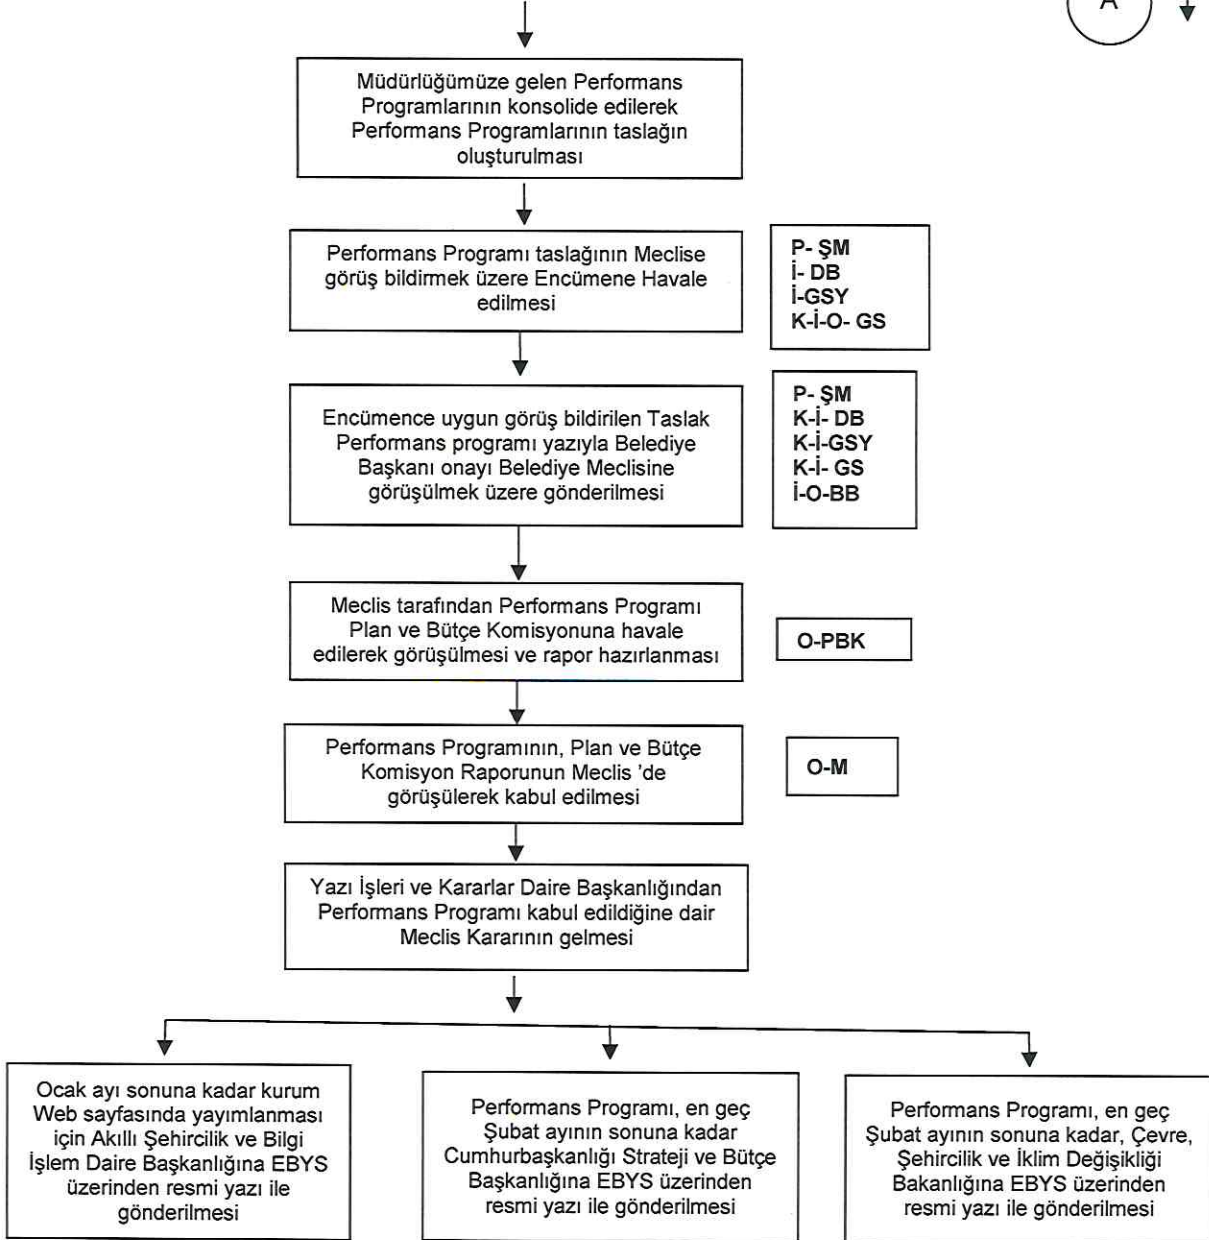 A
Müdürlüğümüze gelen Performans
Programlarının konsolide edilerek
Performans Programlarının taslağın
oluşturulması
Performans Programı taslağının Meclise
görüş bildirmek üzere Encümene Havale
edilmesi
P- ŞM
İ- DB
İ-GSY
K-İ-O- GS
Encümence uygun görüş bildirilen Taslak
Performans programı yazıyla Belediye
Başkanı onayı Belediye Meclisine
görüşülmek üzere gönderilmesi
P- ŞM
K-İ- DB
K-İ-GSY
K-İ- GS
İ-O-BB
Meclis tarafından Performans Programı
Plan ve Bütçe Komisyonuna havale
edilerek görüşülmesi ve rapor hazırlanması
O-PBK
Performans Programının, Plan ve Bütçe
Komisyon Raporunun Meclis 'de
görüşülerek kabul edilmesi
O-M
Yazı İşleri ve Kararlar Daire Başkanlığından
Performans Programı kabul edildiğine dair
Meclis Kararının gelmesi
Ocak ayı sonuna kadar kurum
Web sayfasında yayımlanması
için Akıllı Şehircilik ve Bilgi
İşlem Daire Başkanlığına EBYS
üzerinden resmi yazı ile
gönderilmesi
Performans Programı, en geç
Şubat ayının sonuna kadar
Cumhurbaşkanlığı Strateji ve Bütçe
Başkanlığına EBYS üzerinden
resmi yazı ile gönderilmesi
Performans Programı, en geç
Şubat ayının sonuna kadar, Çevre,
Şehircilik ve İklim Değişikliği
Bakanlığına EBYS üzerinden
resmi yazı ile gönderilmesi